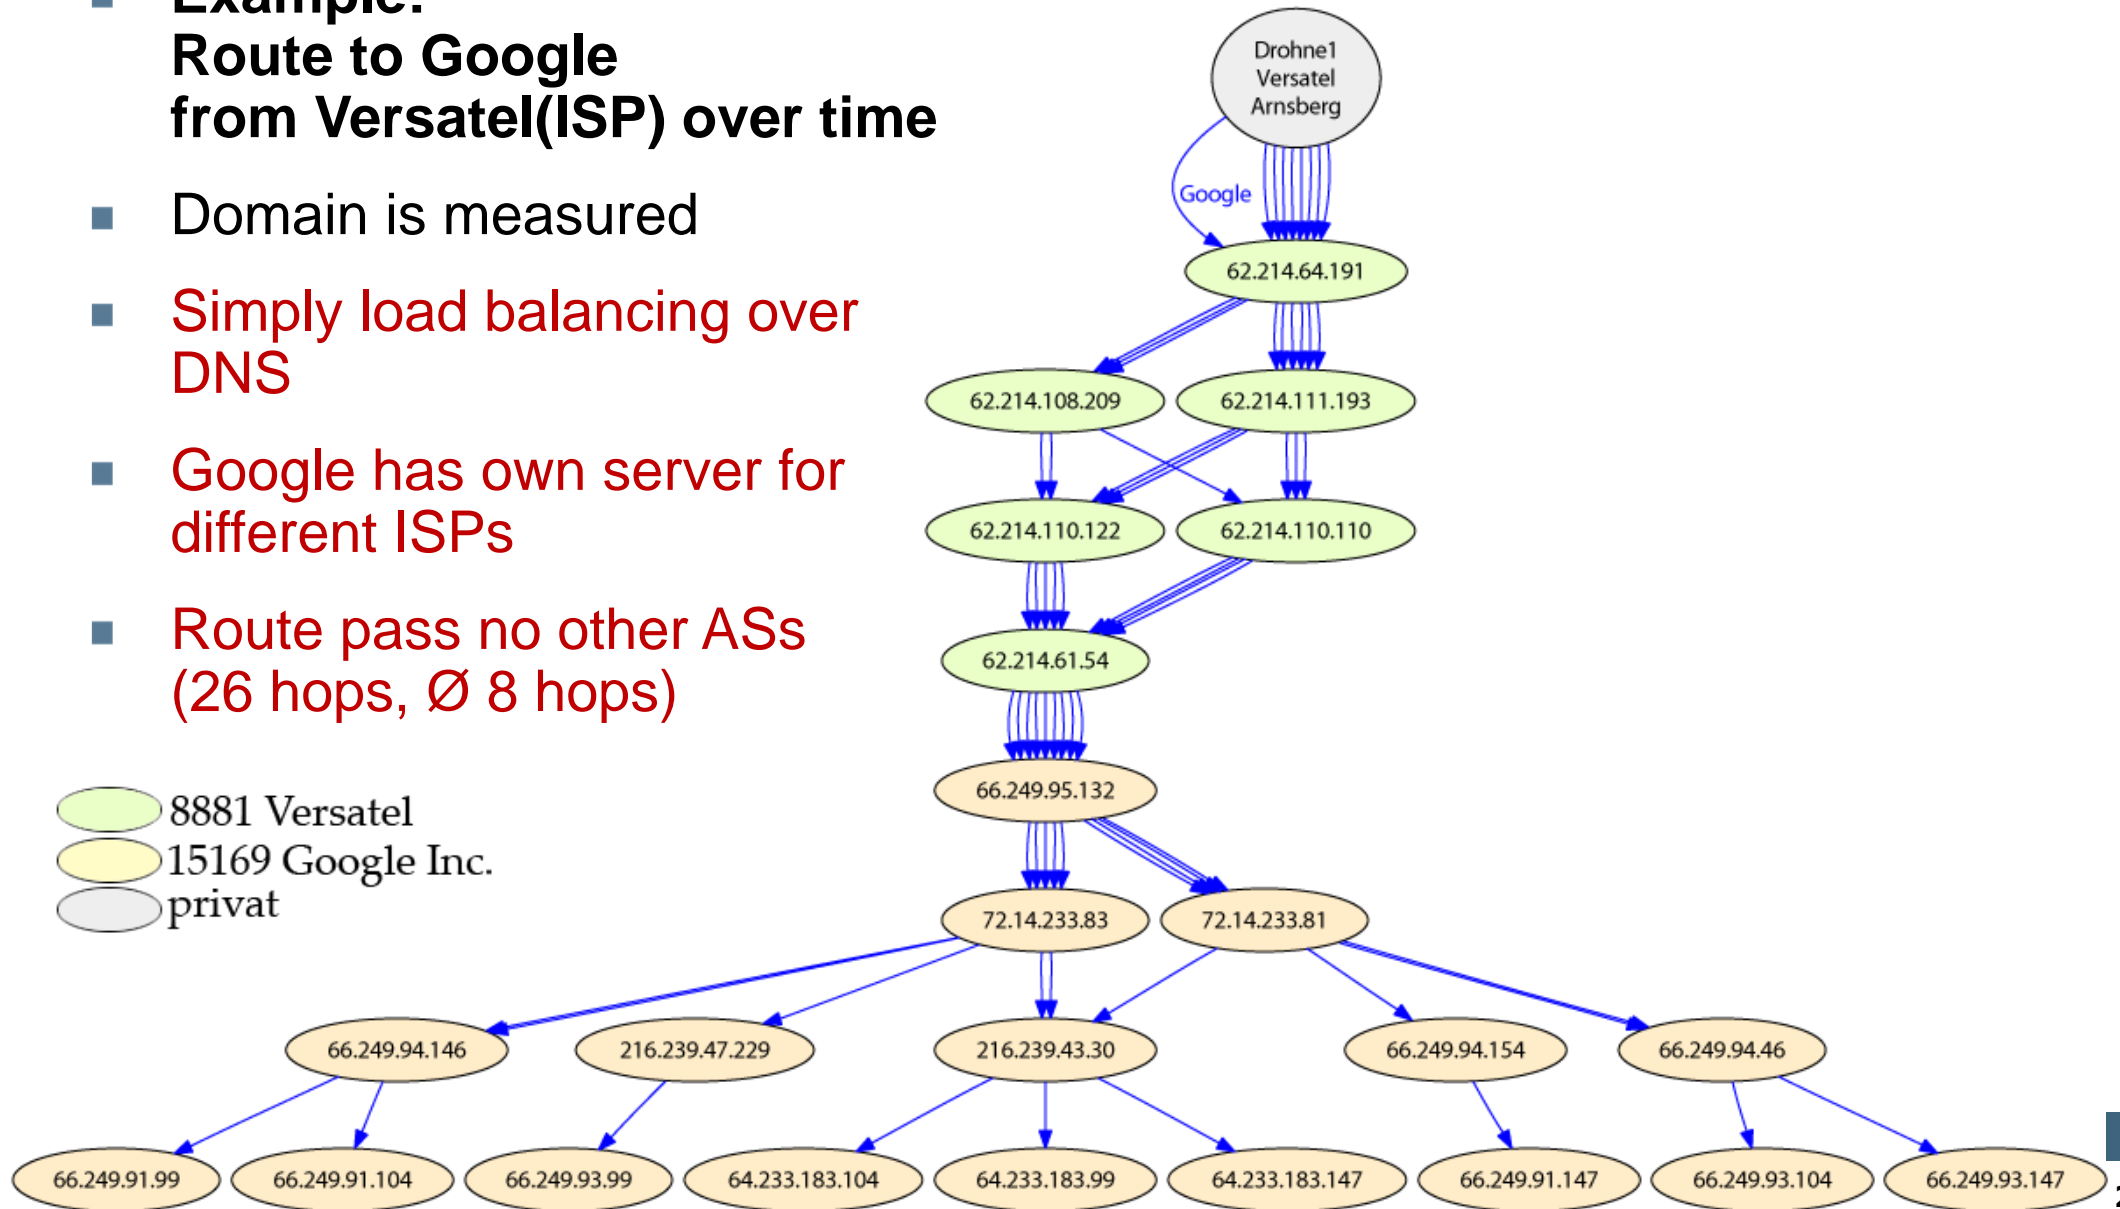 Example:
Route to Google
from Versatel(ISP) over time
Domain is measured
Simply load balancing over
DNS
Google has own server for
different ISPs
Route pass no other ASs
(26 hops, Ø 8 hops)
8881 Versatel
15169 Google Inc.
privat
Drohne1
Versatel
Arnsberg
Google
62.214.64.191
62.214.108.209
62.214.111.193
62.214.110.122
62.214.110.110
62.214.61.54
66.249.95.132
72.14.233.83
72.14.233.81
66.249.94.146
216.239.47.229
216.239.43.30
66.249.94.154
66.249.94.46
66.249.91.99
66.249.91.104
66.249.93.99
64.233.183.104
64.233.183.99
64.233.183.147
66.249.91.147
66.249.93.104
66.249.93.147